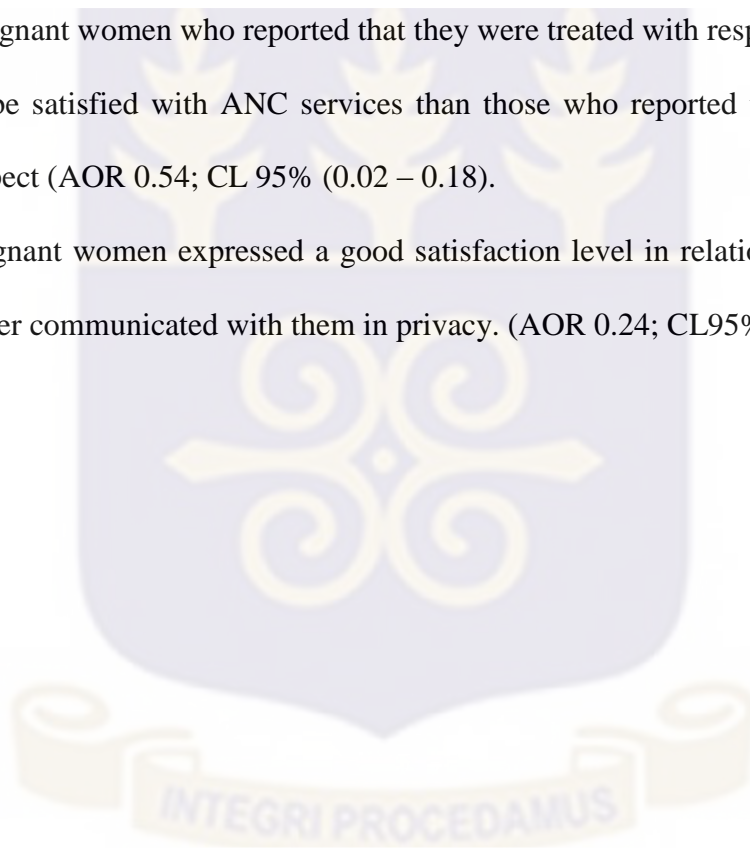 gnant women who reported that they were treated with resp
be satisfied with ANC services than those who reported
pect (AOR 0.54; CL 95% (0.02 – 0.18).
gnant women expressed a good satisfaction level in relatio
er communicated with them in privacy. (AOR 0.24; CL95%
INTEGRI PROCEDAMUS